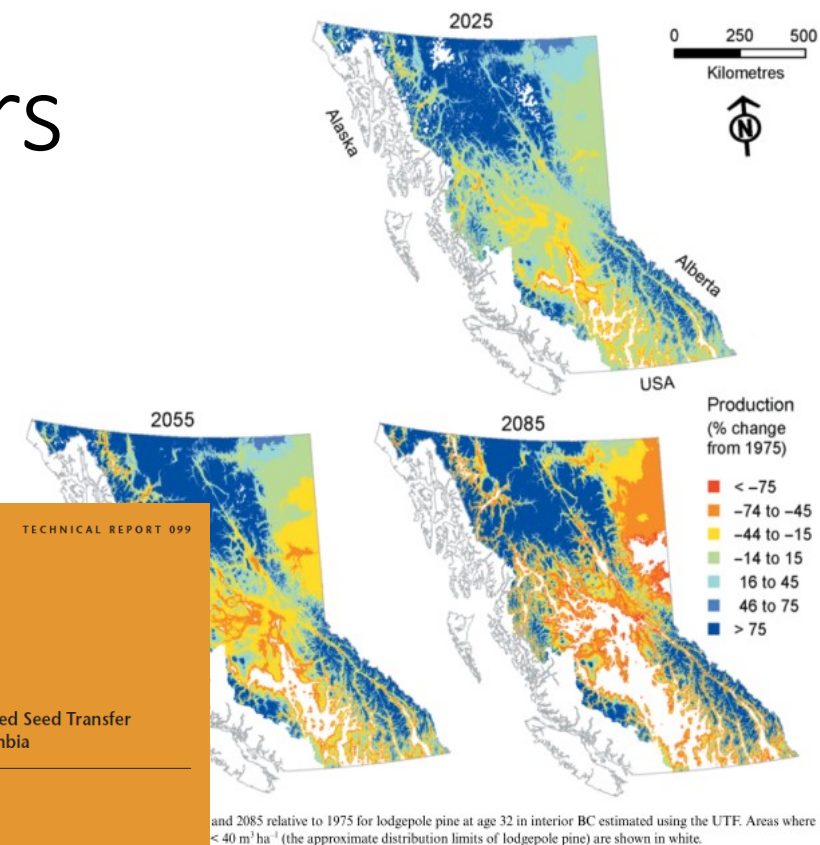 rs
2025
0 250 500
Kilometres
N
Alaska
Alberta
USA
2055
2085
Production
(% change
from 1975)
< –75
–74 to –45
–44 to –15
–14 to 15
16 to 45
46 to 75
> 75
TECHNICAL REPORT 099
ed Seed Transfer
mbia
and 2085 relative to 1975 for lodgepole pine at age 32 in interior BC estimated using the UTF. Areas where
< 40 m³ ha⁻¹ (the approximate distribution limits of lodgepole pine) are shown in white.